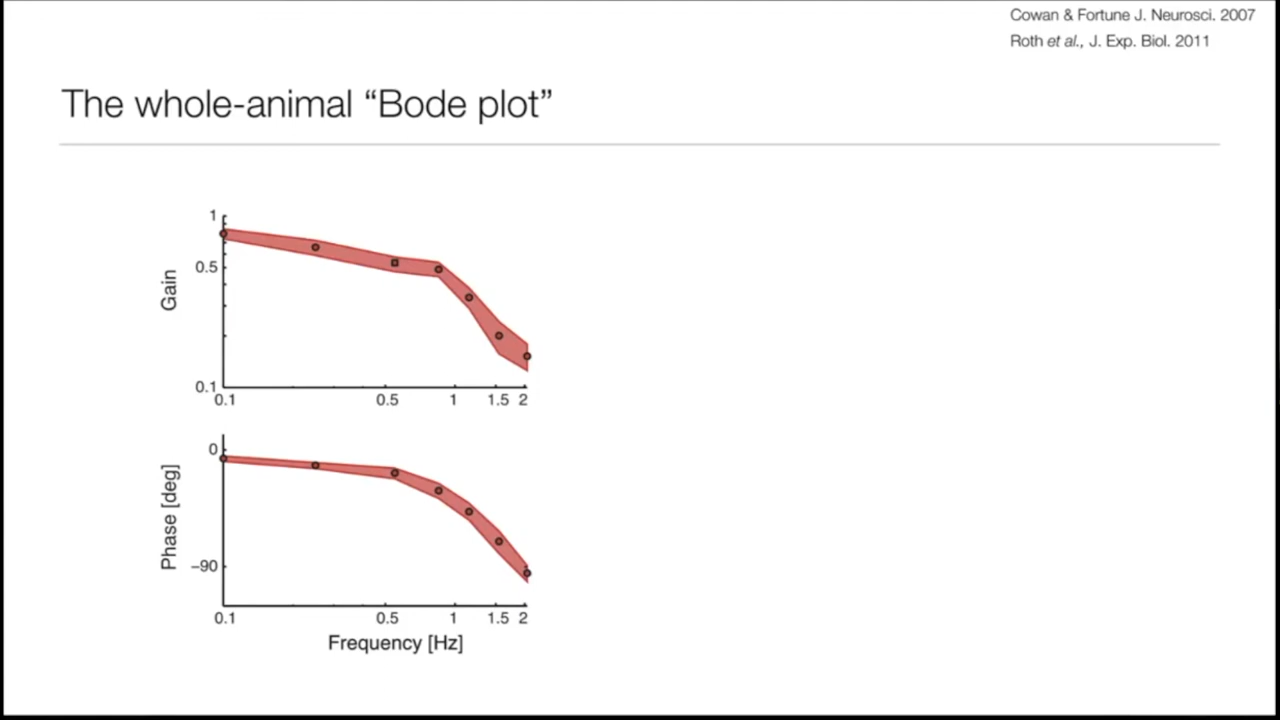 Cowan & Fortune J. Neurosci. 2007
Roth et al., J. Exp. Biol. 2011
The whole-animal “Bode plot”
1
0.5
0.1
Gain
0.1 0.5 1 1.5 2
0
−90
Phase [deg]
0.1 0.5 1 1.5 2
Frequency [Hz]